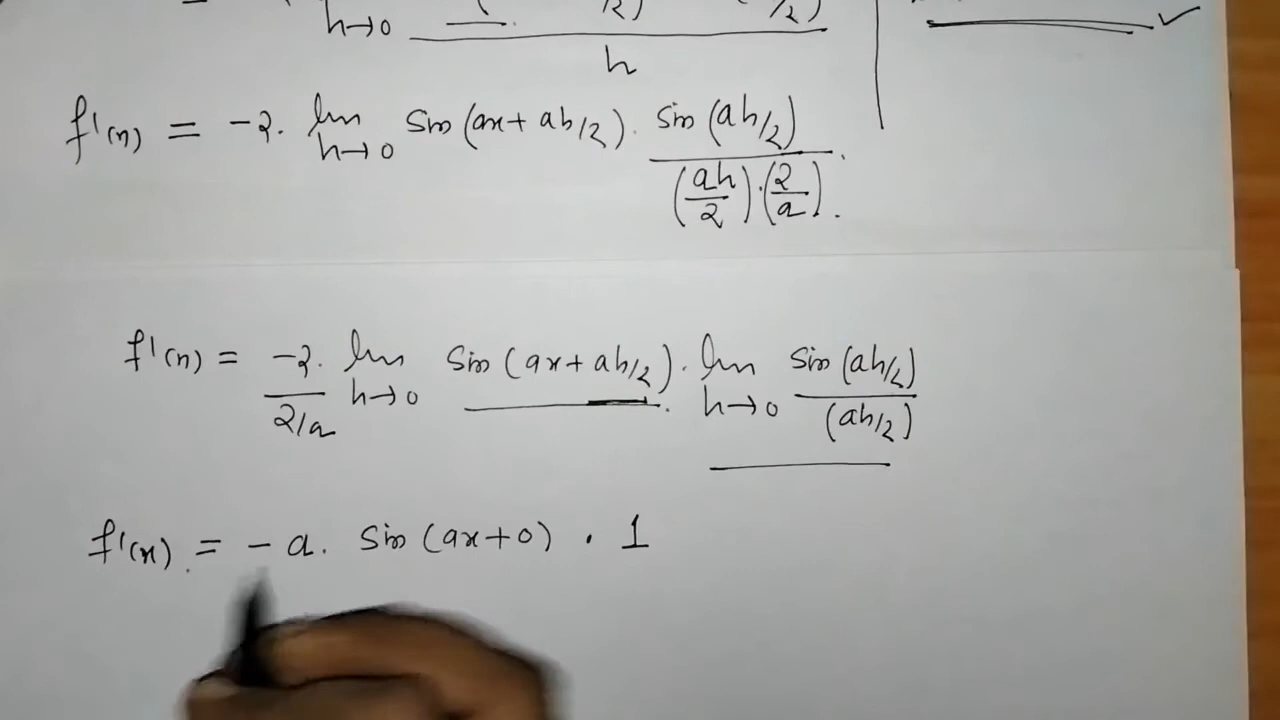 h→0 h
f'(n) = -2. lim h→0 Sin(ax + ah/2). Sin(ah/2) / (ah/2).(2/a).
f'(n) = -2. / 2/a lim h→0 Sin(ax + ah/2). lim h→0 Sin(ah/2) / (ah/2)
f'(x) = - a. Sin(ax+0) . 1